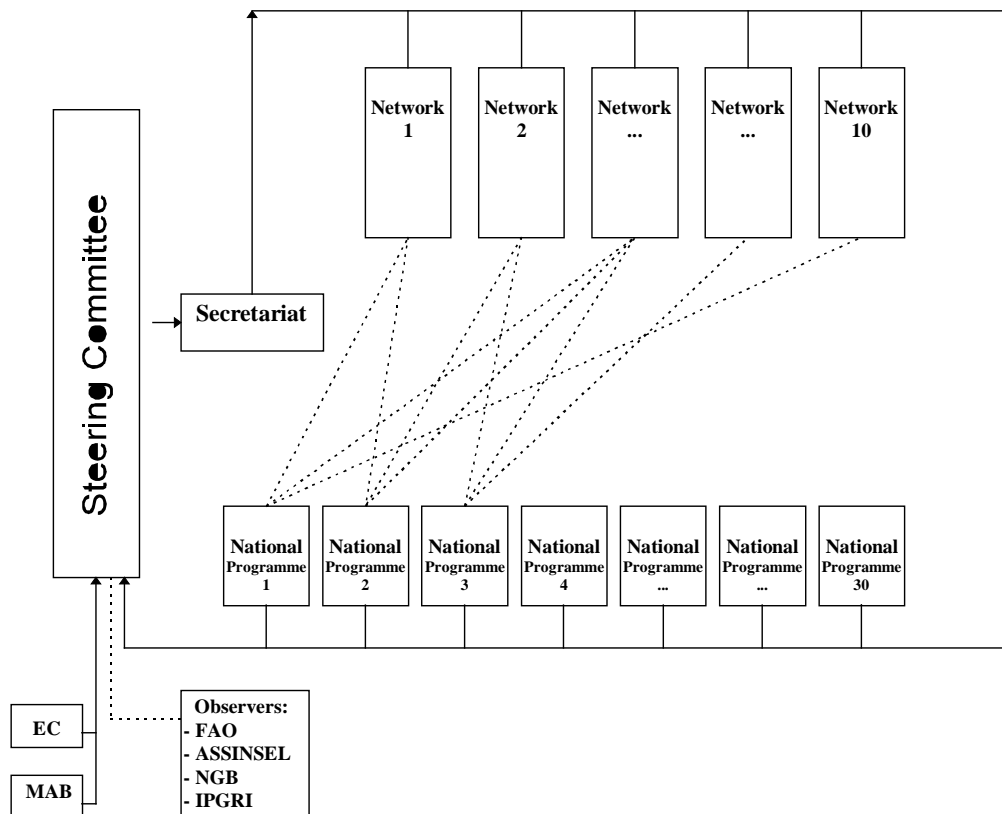 Network
1
Network
2
Network
...
Network
...
Network
10
Steering Committee
Secretariat
National
Programme
1
National
Programme
2
National
Programme
3
National
Programme
4
National
Programme
...
National
Programme
...
National
Programme
30
EC
MAB
Observers:
- FAO
- ASSINSEL
- NGB
- IPGRI